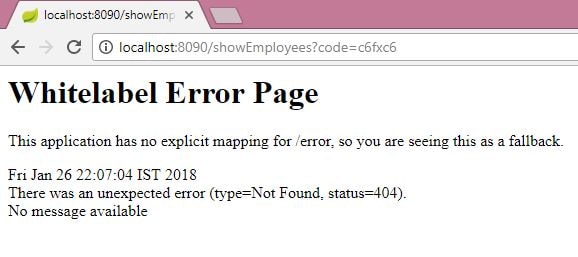 localhost:8090/showEmp
localhost:8090/showEmployees?code=c6fxc6
Whitelabel Error Page
This application has no explicit mapping for /error, so you are seeing this as a fallback.
Fri Jan 26 22:07:04 IST 2018
There was an unexpected error (type=Not Found, status=404).
No message available